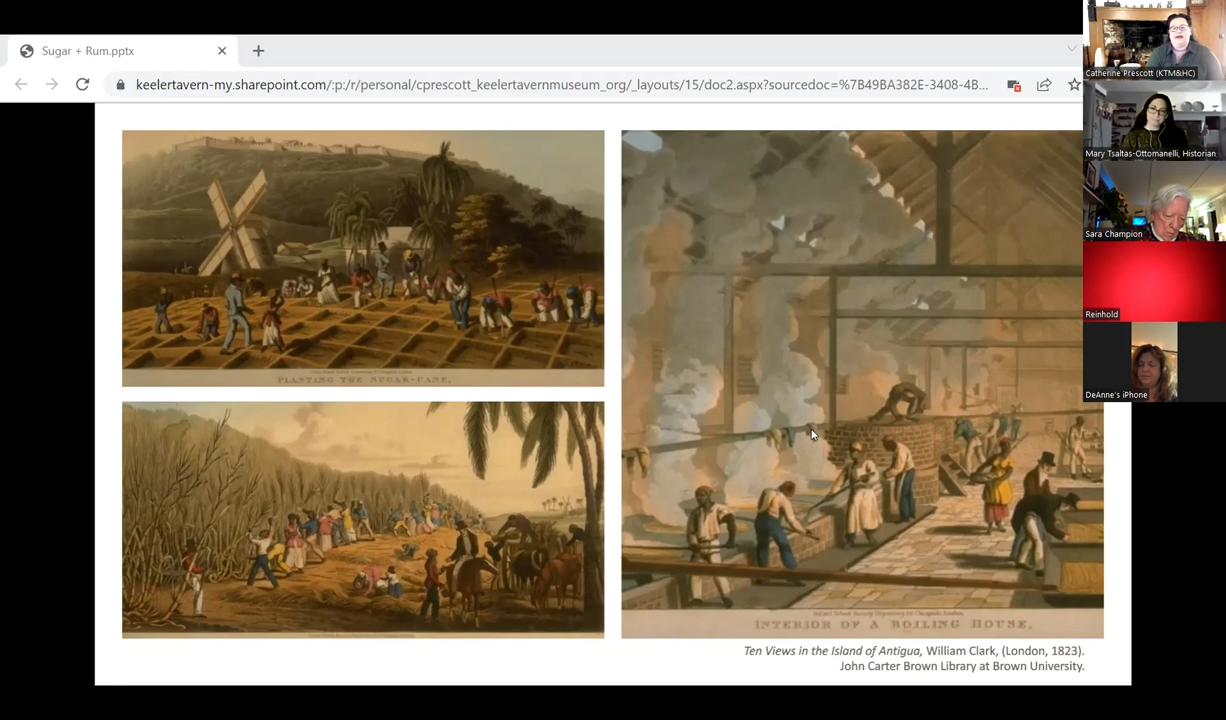 Sugar + Rum.pptx
keelertavern-my.sharepoint.com/:p:/r/personal/cprescott_keelertavernmuseum_org/_layouts/15/doc2.aspx?sourcedoc=%7B49BA382E-3408-4B...
Catherine Prescott (KTM&HC)
Mary Tsaltas-Ottomanelli, Historian
Sara Champion
Reinhold
DeAnne's iPhone
PLANTING THE SUGAR-CANE.
INTERIOR OF A BOILING HOUSE,
Ten Views in the Island of Antigua, William Clark, (London, 1823).
John Carter Brown Library at Brown University.